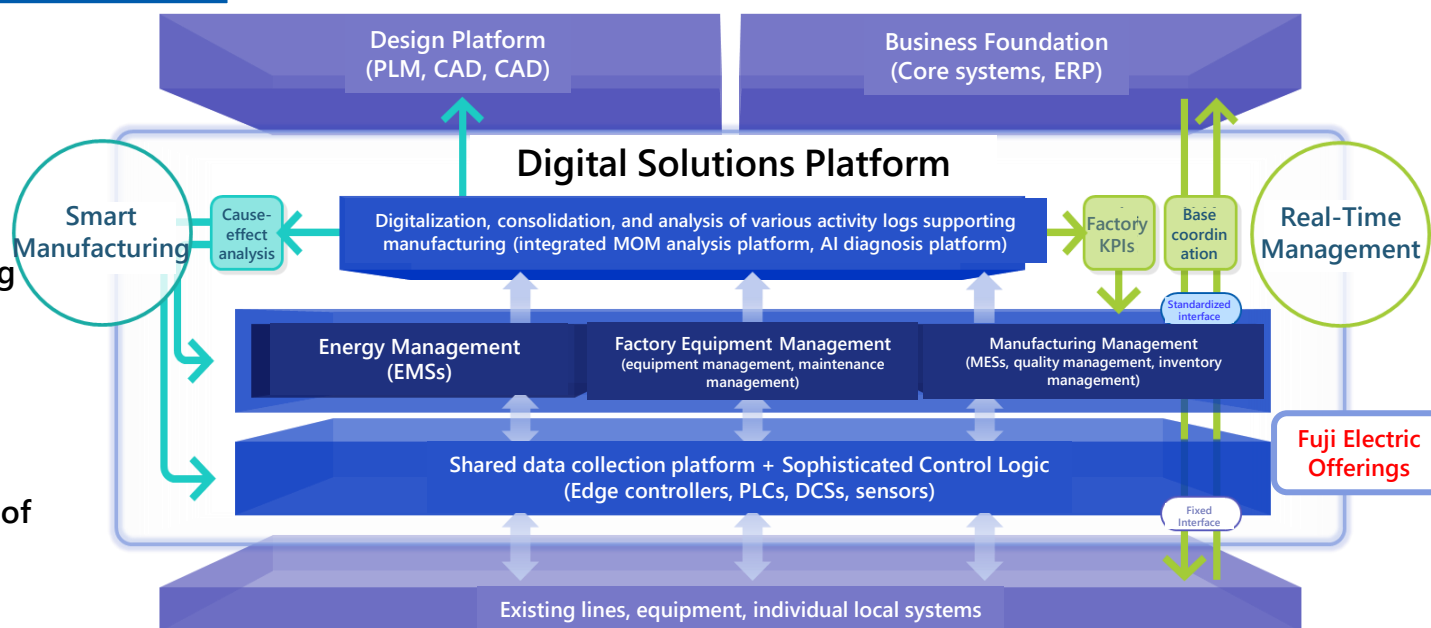 Design Platform
(PLM, CAD, CAD)
Business Foundation
(Core systems, ERP)
Digital Solutions Platform
Smart
Manufacturing
Cause-
effect
analysis
Digitalization, consolidation, and analysis of various activity logs supporting
manufacturing (integrated MOM analysis platform, AI diagnosis platform)
Factory
KPIs
Base
coordin
ation
Real-Time
Management
g
Standardized
interface
Energy Management
(EMSs)
Factory Equipment Management
(equipment management, maintenance
management)
Manufacturing Management
(MESs, quality management, inventory
management)
Shared data collection platform + Sophisticated Control Logic
(Edge controllers, PLCs, DCSs, sensors)
Fuji Electric
Offerings
of
Fixed
Interface
Existing lines, equipment, individual local systems